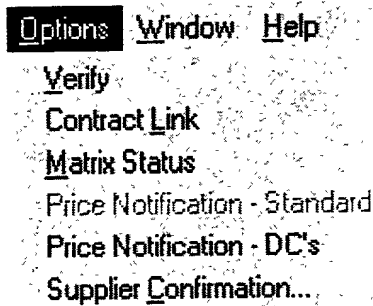 Options Window Help
Verify
Contract Link
Matrix Status
Price Notification - Standard
Price Notification - DC's
Supplier Confirmation...